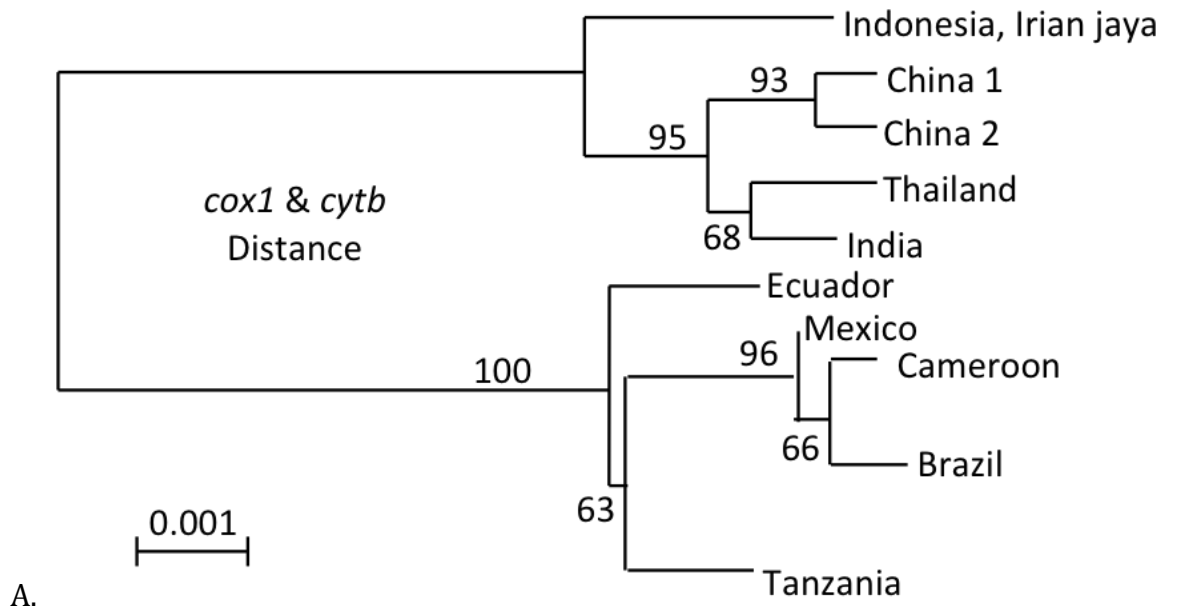 Indonesia, Irian jaya
93
China 1
China 2
95
Thailand
cox1 & cytb
Distance
68
India
Ecuador
Mexico
96
Cameroon
100
66
Brazil
63
0.001
Tanzania
A.